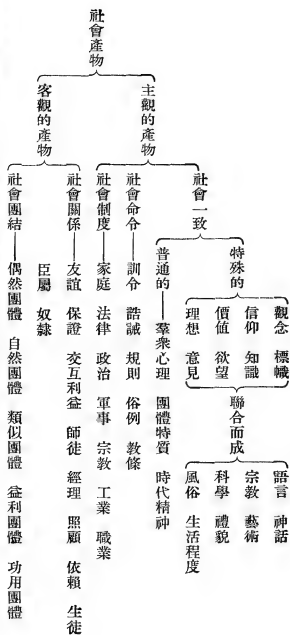 社會產物
主觀的產物
社會一致
特殊的
觀念 標幟
信仰 知識
價值 欲望
理想 意見
聯合而成
語言 神話
宗教 藝術
科學 禮貌
風俗 生活程度
普通的——羣衆心理 團體特質 時代精神
社會命令——訓令 誥誡 規則 俗例 教條
社會制度——家庭 法律 政治 軍事 宗教 工業 職業
客觀的產物
社會關係——友誼 保證 交互利益 師徒 經理 照顧 依賴 生徒
臣屬 奴隸
社會團結——偶然團體 自然團體 類似團體 益利團體 功用團體